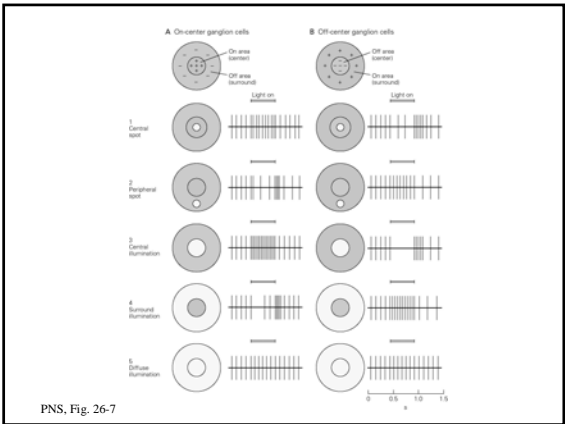 A On-center ganglion cells
B Off-center ganglion cells
On area
(center)
Off area
(surround)
Off area
(center)
On area
(surround)
Light on
Light on
1
Central
spot
2
Peripheral
spot
3
Central
illumination
4
Surround
illumination
5
Diffuse
illumination
0 0.5 1.0 1.5
s
PNS, Fig. 26-7